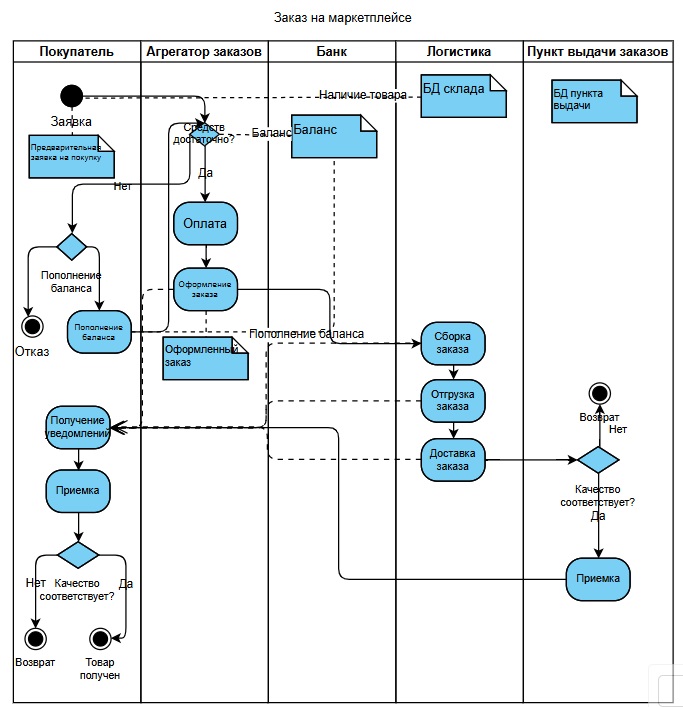 Заказ на маркетплейсе
Покупатель
Агрегатор заказов
Банк
Логистика
Пункт выдачи заказов
Заявка
Предварительная
заявка на покупку
Наличие товара
БД склада
БД пункта
выдачи
Средств
достаточно?
Баланс
Баланс
Нет
Да
Оплата
Пополнение
баланса
Оформление
заказа
Отказ
Пополнение
баланса
Пополнение баланса
Оформленный
заказ
Сборка
заказа
Отгрузка
заказа
Доставка
заказа
Возврат
Нет
Качество
соответствует?
Да
Приемка
Получение
уведомлений
Приемка
Нет
Качество
соответствует?
Да
Возврат
Товар
получен